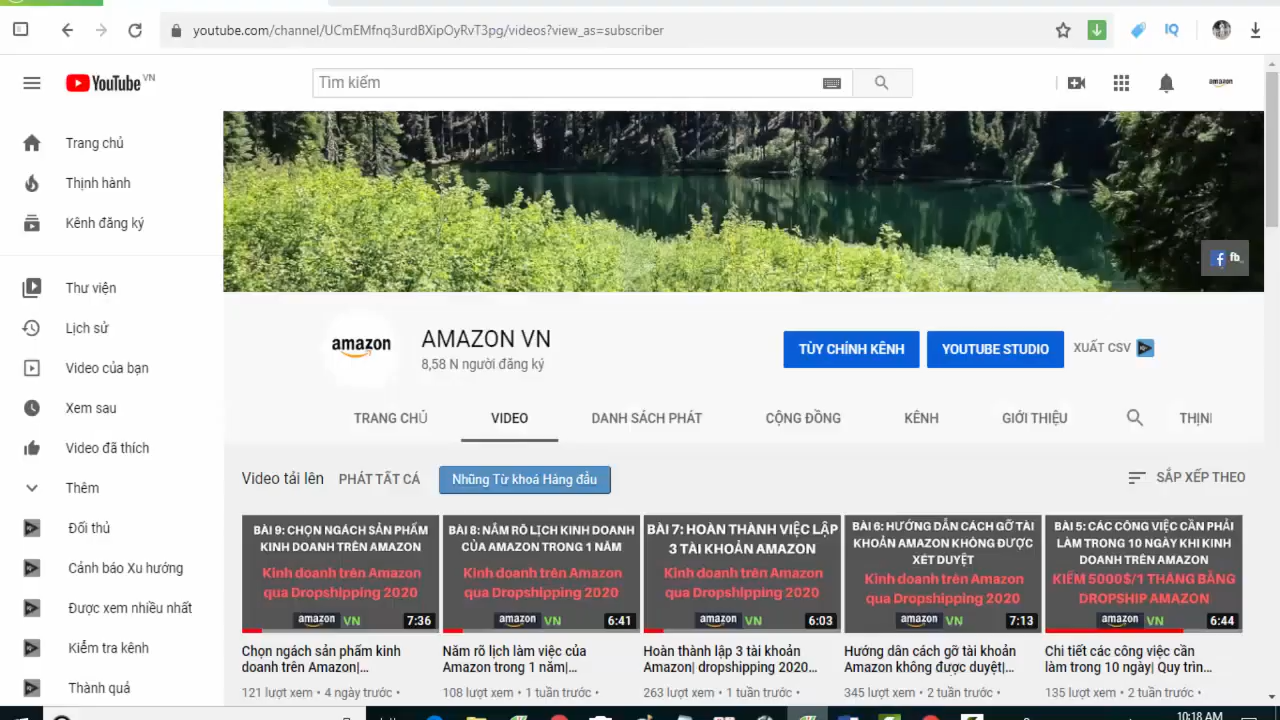 youtube.com/channel/UCmEMfnq3urdBXipOyRvT3pg/videos?view_as=subscriber
IQ
YouTube VN
Tìm kiếm
amazon
Trang chủ
Thịnh hành
Kênh đăng ký
Thư viện
Lịch sử
Video của bạn
Xem sau
Video đã thích
Thêm
Đối thủ
Cảnh báo Xu hướng
Được xem nhiều nhất
Kiểm tra kênh
Thành quả
fb
amazon
AMAZON VN
8,58 N người đăng ký
TÙY CHỈNH KÊNH
YOUTUBE STUDIO
XUẤT CSV
TRANG CHỦ
VIDEO
DANH SÁCH PHÁT
CỘNG ĐỒNG
KÊNH
GIỚI THIỆU
THỊNH
Video tải lên
PHÁT TẤT CẢ
Những Từ khoá Hàng đầu
SẮP XẾP THEO
BÀI 9: CHỌN NGÁCH SẢN PHẨM
KINH DOANH TRÊN AMAZON
Kinh doanh trên Amazon
qua Dropshipping 2020
amazon VN
7:36
Chọn ngách sản phẩm kinh
doanh trên Amazon|...
121 lượt xem • 4 ngày trước •
BÀI 8: NẮM RÕ LỊCH KINH DOANH
CỦA AMAZON TRONG 1 NĂM
Kinh doanh trên Amazon
qua Dropshipping 2020
amazon VN
6:41
Nắm rõ lịch làm việc của
Amazon trong 1 năm|...
108 lượt xem • 1 tuần trước •
BÀI 7: HOÀN THÀNH VIỆC LẬP
3 TÀI KHOẢN AMAZON
Kinh doanh trên Amazon
qua Dropshipping 2020
amazon VN
6:03
Hoàn thành lập 3 tài khoản
Amazon| dropshipping 2020...
263 lượt xem • 1 tuần trước •
BÀI 6: HƯỚNG DẪN CÁCH GỠ TÀI
KHOẢN AMAZON KHÔNG ĐƯỢC
XÉT DUYỆT
Kinh doanh trên Amazon
qua Dropshipping 2020
amazon VN
7:13
Hướng dẫn cách gỡ tài khoản
Amazon không được duyệt|...
345 lượt xem • 2 tuần trước •
BÀI 5: CÁC CÔNG VIỆC CẦN PHẢI
LÀM TRONG 10 NGÀY KHI KINH
DOANH TRÊN AMAZON
KIẾM 5000$/1 THÁNG BẰNG
DROPSHIP AMAZON
amazon VN
6:44
Chi tiết các công việc cần
làm trong 10 ngày| Quy trìn...
135 lượt xem • 2 tuần trước •
10:18 AM